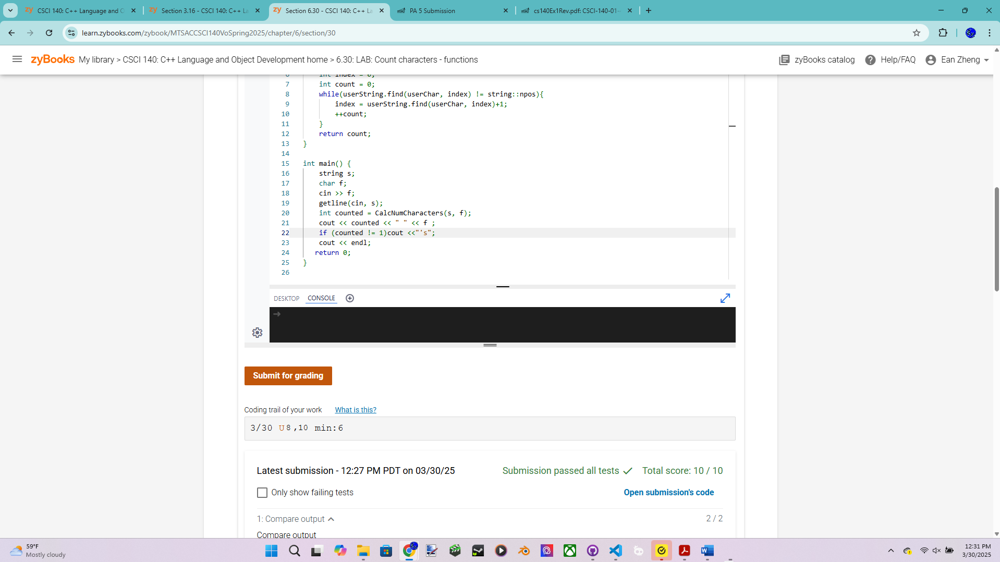 CSCI 140: C++ Language and O
Section 3.16 - CSCI 140: C++ La
Section 6.30 - CSCI 140: C++ La
PA 5 Submission
cs140Ex1Rev.pdf: CSCI-140-01-
learn.zybooks.com/zybook/MTSACCSCI140VoSpring2025/chapter/6/section/30
zyBooks My library > CSCI 140: C++ Language and Object Development home > 6.30: LAB: Count characters - functions
zyBooks catalog
Help/FAQ
Ean Zheng
6 int index = 0;
7 int count = 0;
8 while(userString.find(userChar, index) != string::npos){
9 index = userString.find(userChar, index)+1;
10 ++count;
11 }
12 return count;
13 }
14
15 int main() {
16 string s;
17 char f;
18 cin >> f;
19 getline(cin, s);
20 int counted = CalcNumCharacters(s, f);
21 cout << counted << " " << f ;
22 if (counted != 1)cout <<"'s";
23 cout << endl;
24 return 0;
25 }
26
DESKTOP CONSOLE
Submit for grading
Coding trail of your work What is this?
3/30 U8,10 min:6
Latest submission - 12:27 PM PDT on 03/30/25 Submission passed all tests Total score: 10 / 10
Only show failing tests Open submission's code
1: Compare output 2 / 2
Compare output
59°F
Mostly cloudy
12:31 PM
3/30/2025